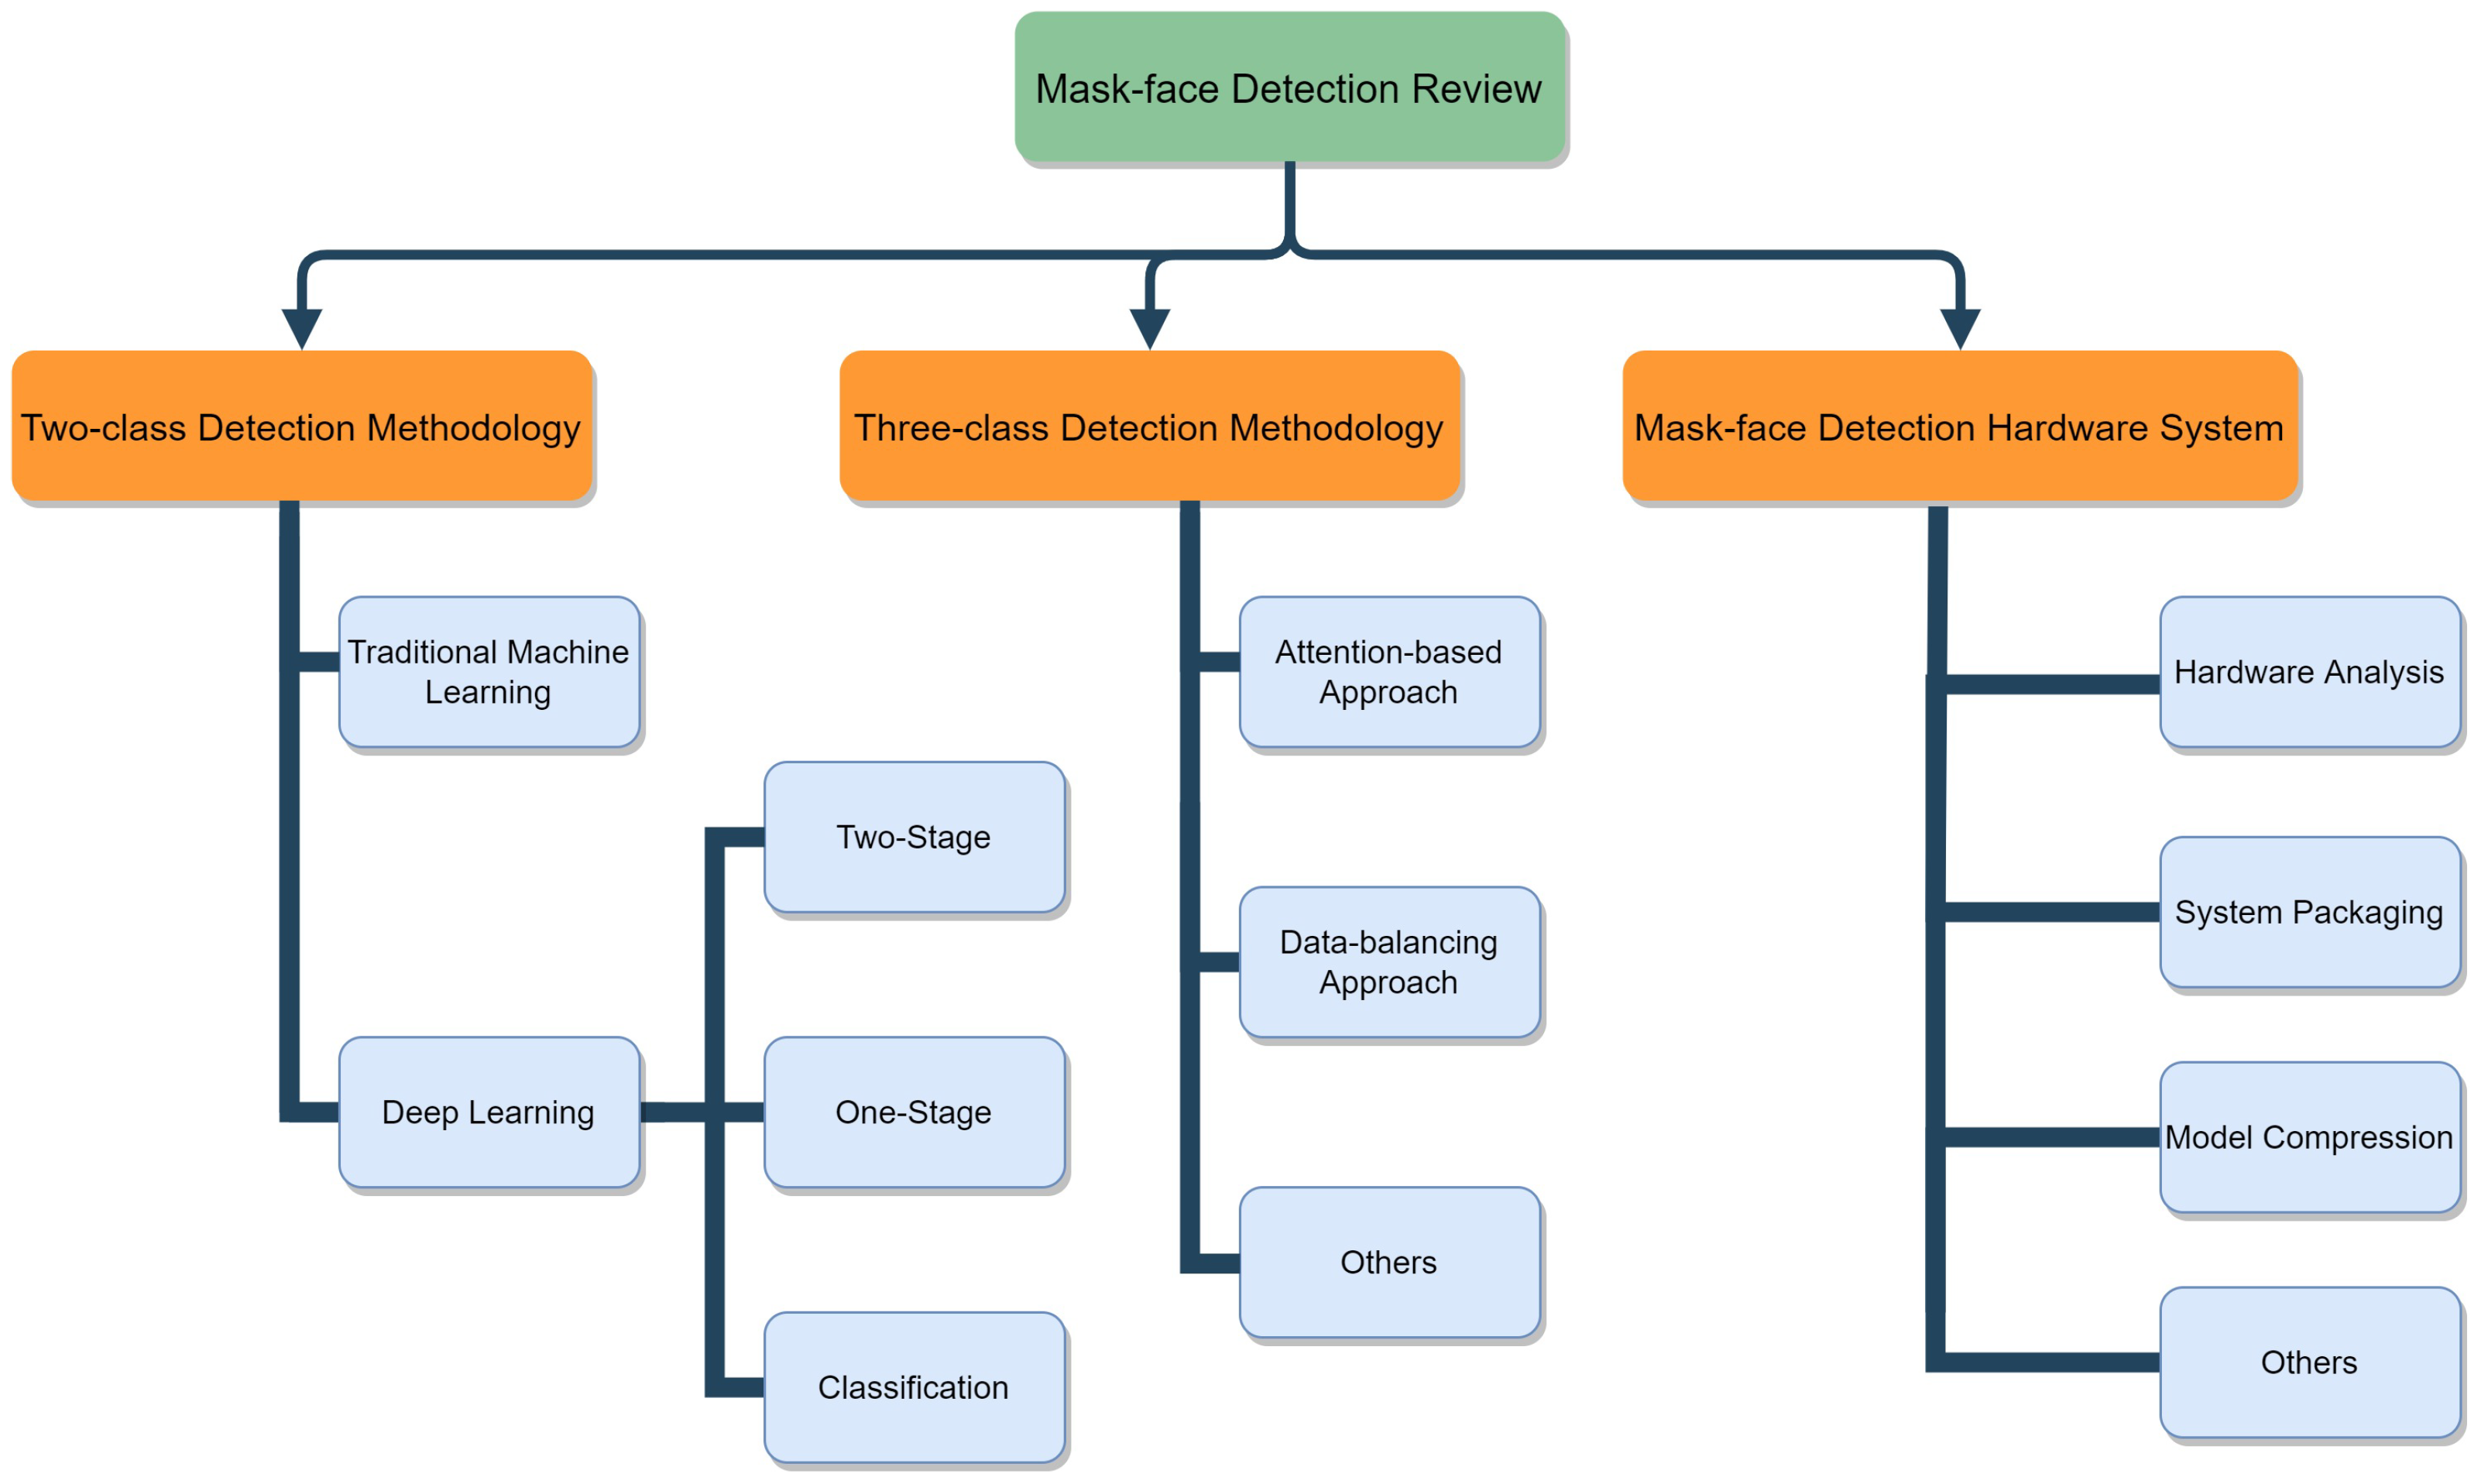 Mask-face Detection Review
Two-class Detection Methodology
Three-class Detection Methodology
Mask-face Detection Hardware System
Traditional Machine
Learning
Deep Learning
Two-Stage
One-Stage
Classification
Attention-based
Approach
Data-balancing
Approach
Others
Hardware Analysis
System Packaging
Model Compression
Others